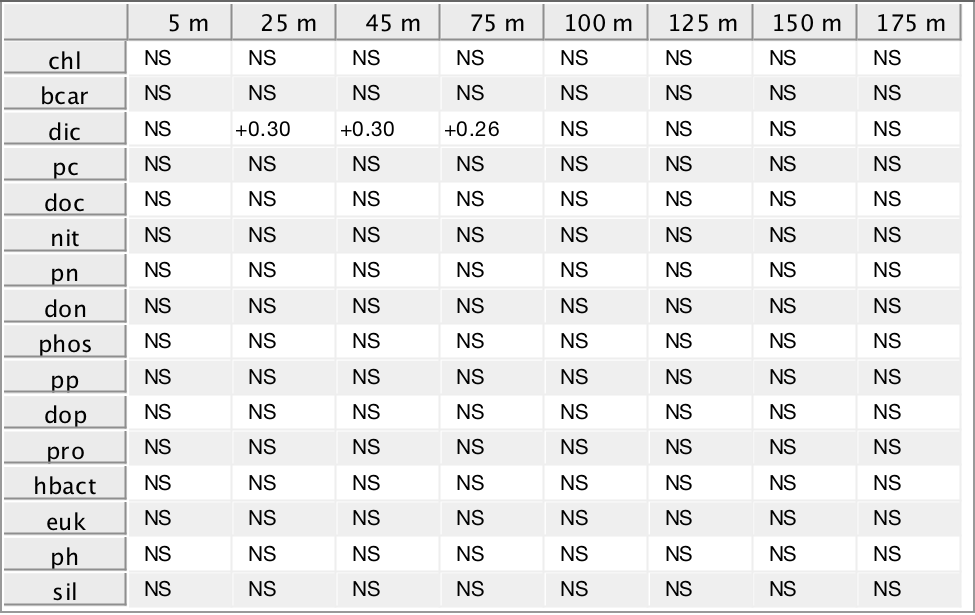 5 m 25 m 45 m 75 m 100 m 125 m 150 m 175 m
chl NS NS NS NS NS NS NS NS
bcar NS NS NS NS NS NS NS NS
dic NS +0.30 +0.30 +0.26 NS NS NS NS
pc NS NS NS NS NS NS NS NS
doc NS NS NS NS NS NS NS NS
nit NS NS NS NS NS NS NS NS
pn NS NS NS NS NS NS NS NS
don NS NS NS NS NS NS NS NS
phos NS NS NS NS NS NS NS NS
pp NS NS NS NS NS NS NS NS
dop NS NS NS NS NS NS NS NS
pro NS NS NS NS NS NS NS NS
hbact NS NS NS NS NS NS NS NS
euk NS NS NS NS NS NS NS NS
ph NS NS NS NS NS NS NS NS
sil NS NS NS NS NS NS NS NS